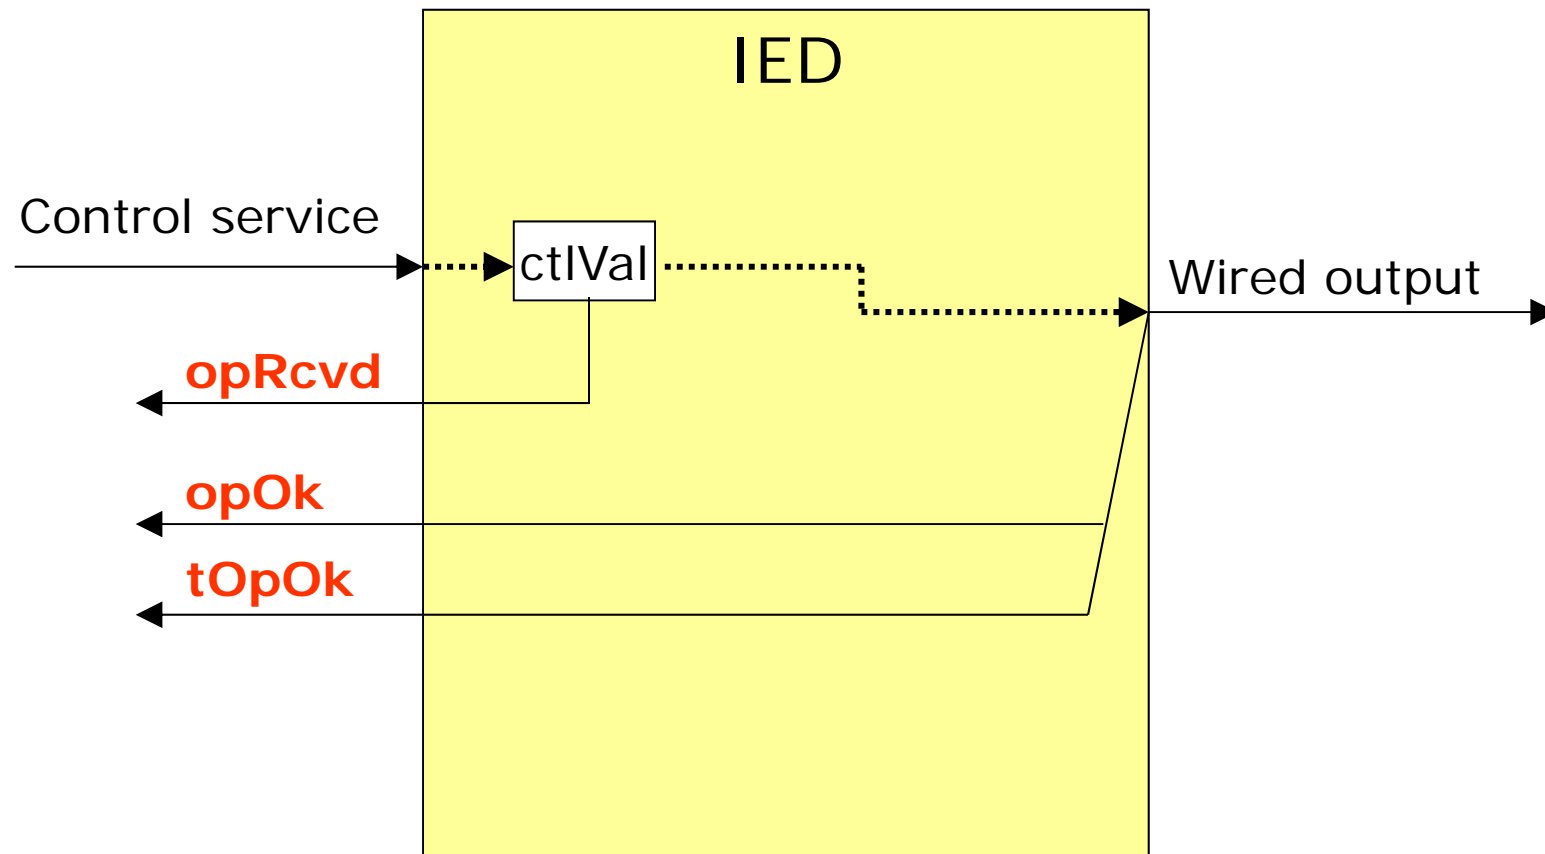 IED
Control service
ctlVal
Wired output
opRcvd
opOk
tOpOk